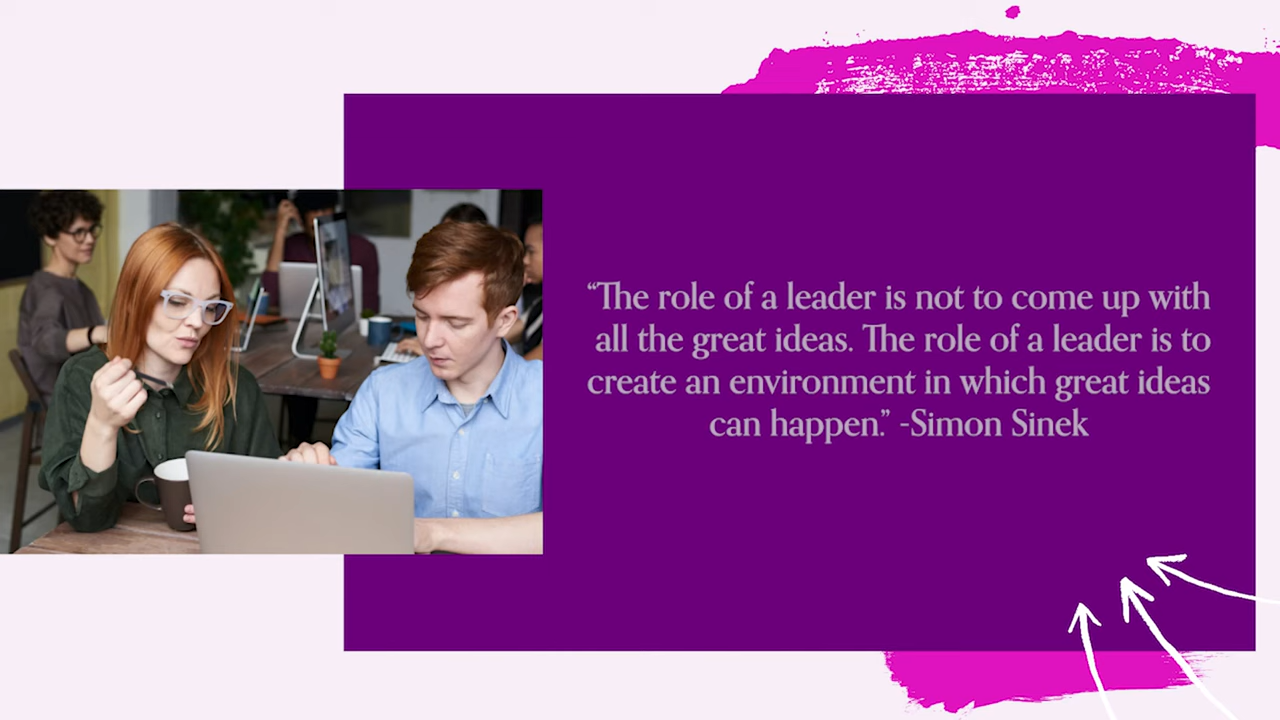 “The role of a leader is not to come up with
all the great ideas. The role of a leader is to
create an environment in which great ideas
can happen.” -Simon Sinek